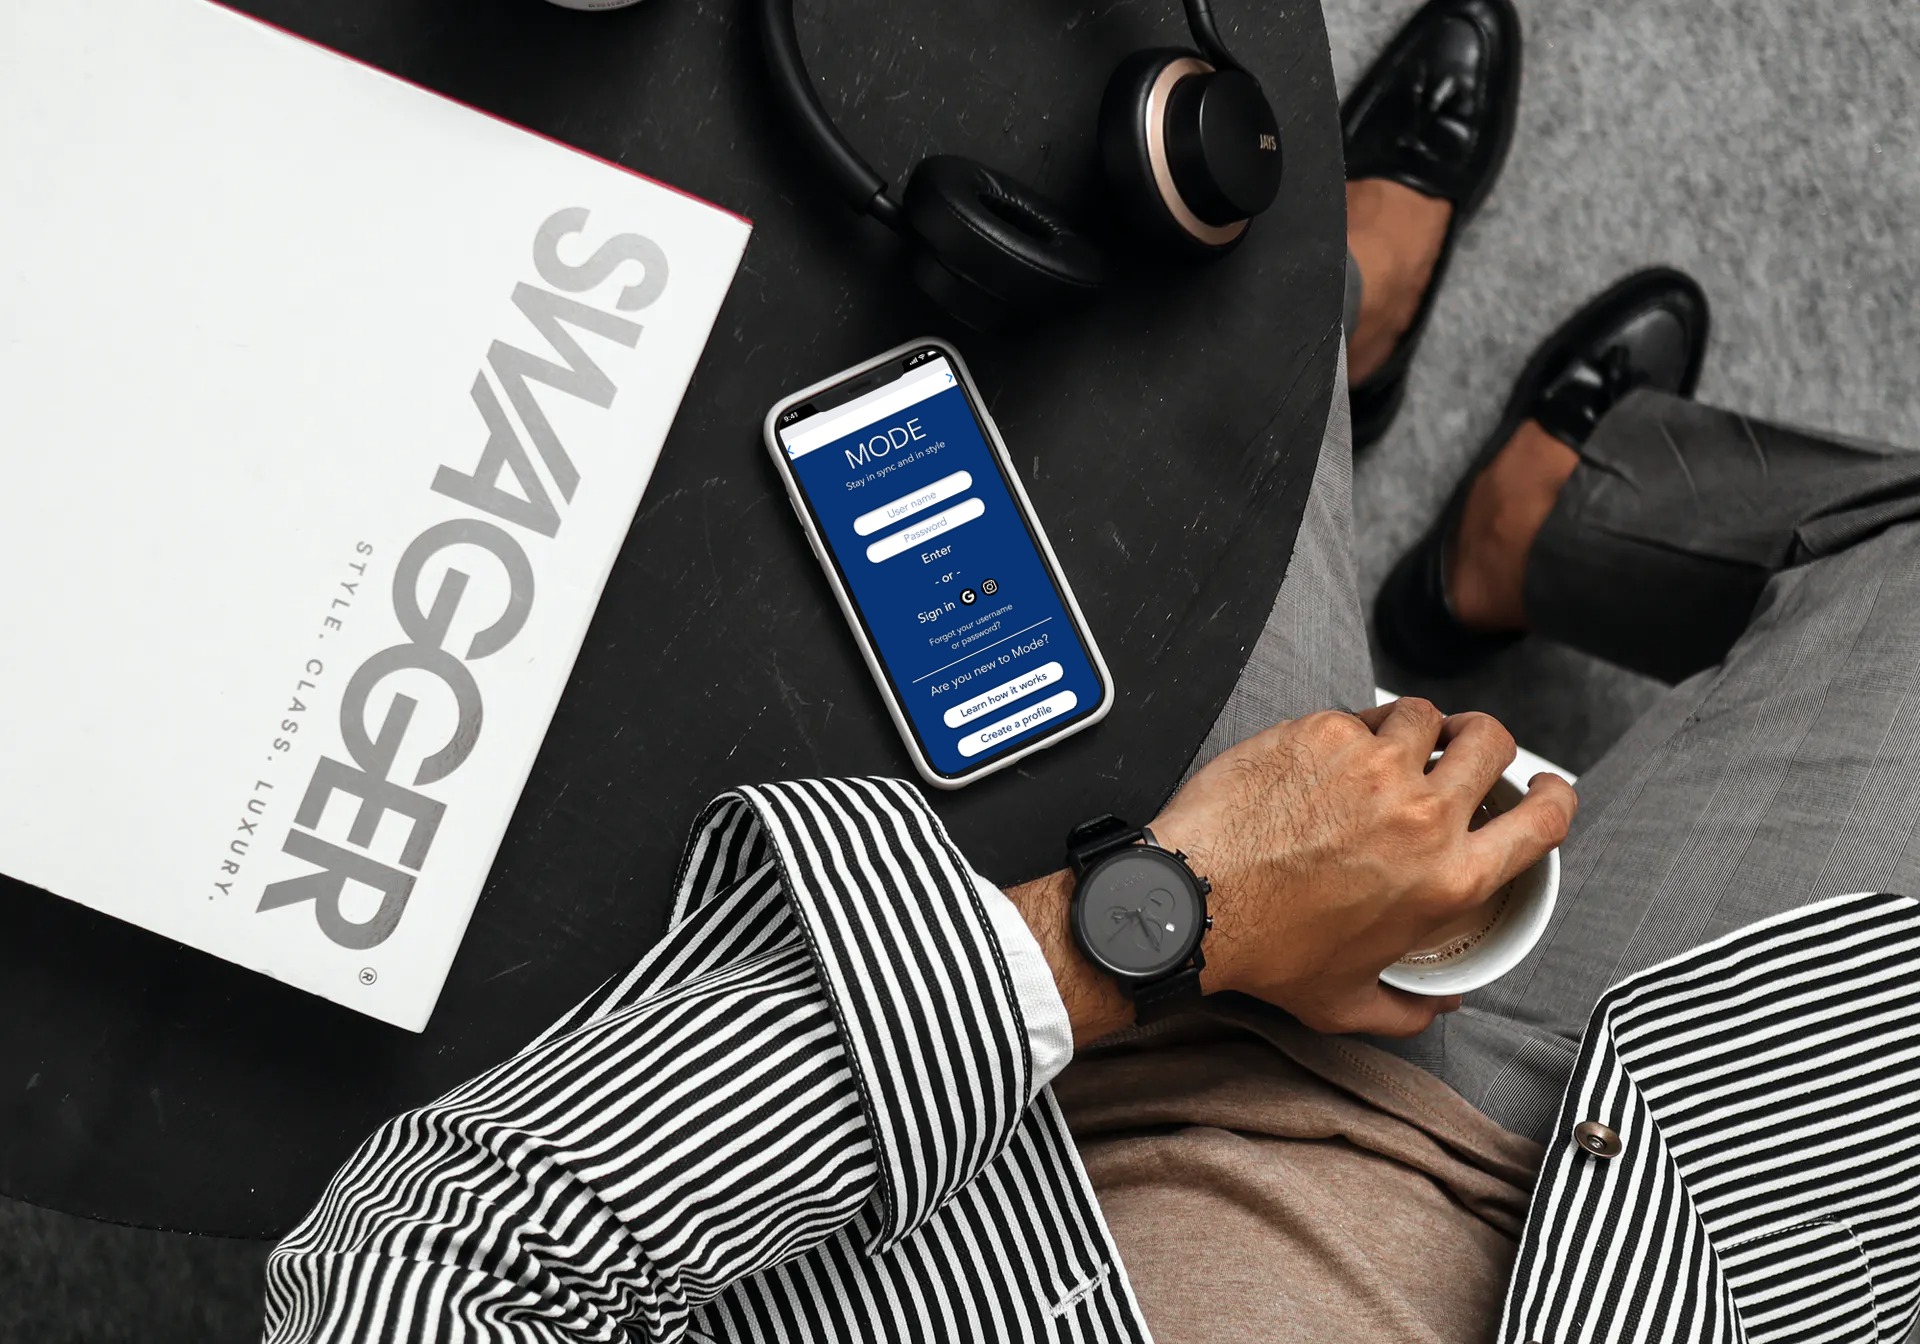 SWAGGER
®
STYLE. CLASS. LUXURY.
JAYS
9:41
MODE
Stay in sync and in style
User name
Password
Enter
- or -
Sign in G
Forgot your username
or password?
Are you new to Mode?
Learn how it works
Create a profile